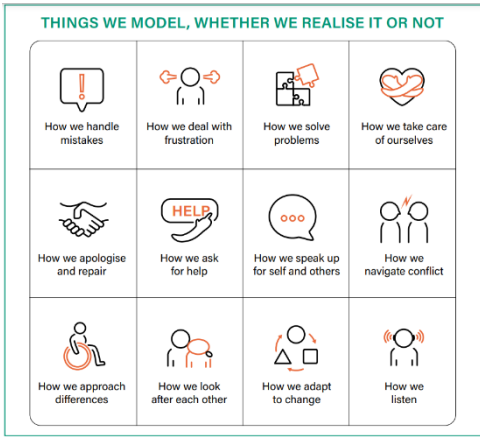 THINGS WE MODEL, WHETHER WE REALISE IT OR NOT
How we handle
mistakes
How we deal with
frustration
How we solve
problems
How we take care
of ourselves
How we apologise
and repair
HELP
How we ask
for help
How we speak up
for self and others
How we
navigate conflict
How we approach
differences
How we look
after each other
How we adapt
to change
How we
listen